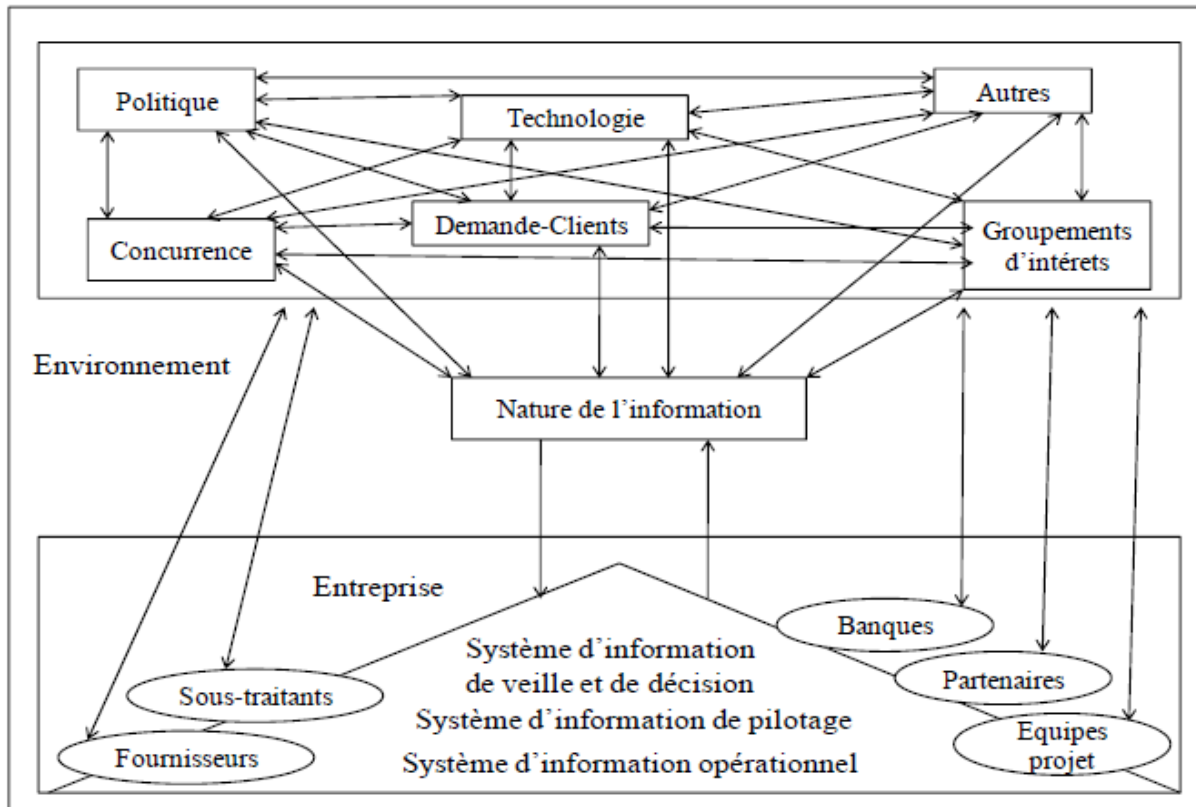 Politique
Technologie
Autres
Concurrence
Demande-Clients
Groupements
d'intérets
Environnement
Nature de l'information
Entreprise
Banques
Système d'information
de veille et de décision
Sous-traitants
Partenaires
Système d'information de pilotage
Fournisseurs
Système d'information opérationnel
Equipes
projet